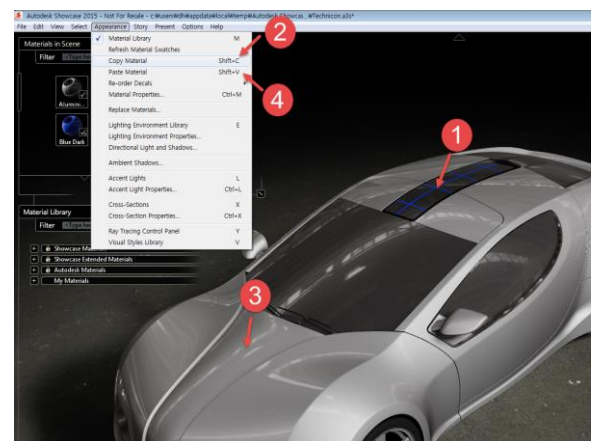 Autodesk Showcase 2015 - Not For Resale - c:₩users₩dh₩appdata₩local₩temp₩Autodesk Showcas...₩Technicon.a3s*
File Edit View Select Appearance Story Present Options Help
Materials in Scene
Filter
Alumini...
Blue Dark
Material Library M
Refresh Material Swatches
Copy Material Shift+C
Paste Material Shift+V
Re-order Decals
Material Properties... Ctrl+M
Replace Materials...
Lighting Environment Library E
Lighting Environment Properties...
Directional Light and Shadows...
Ambient Shadows...
Accent Lights L
Accent Light Properties... Ctrl+L
Cross-Sections X
Cross-Section Properties... Ctrl+X
Ray Tracing Control Panel Y
Visual Styles Library V
Material Library
Filter
Showcase Mat
Showcase Extended Materials
Autodesk Materials
My Materials
2
4
1
3